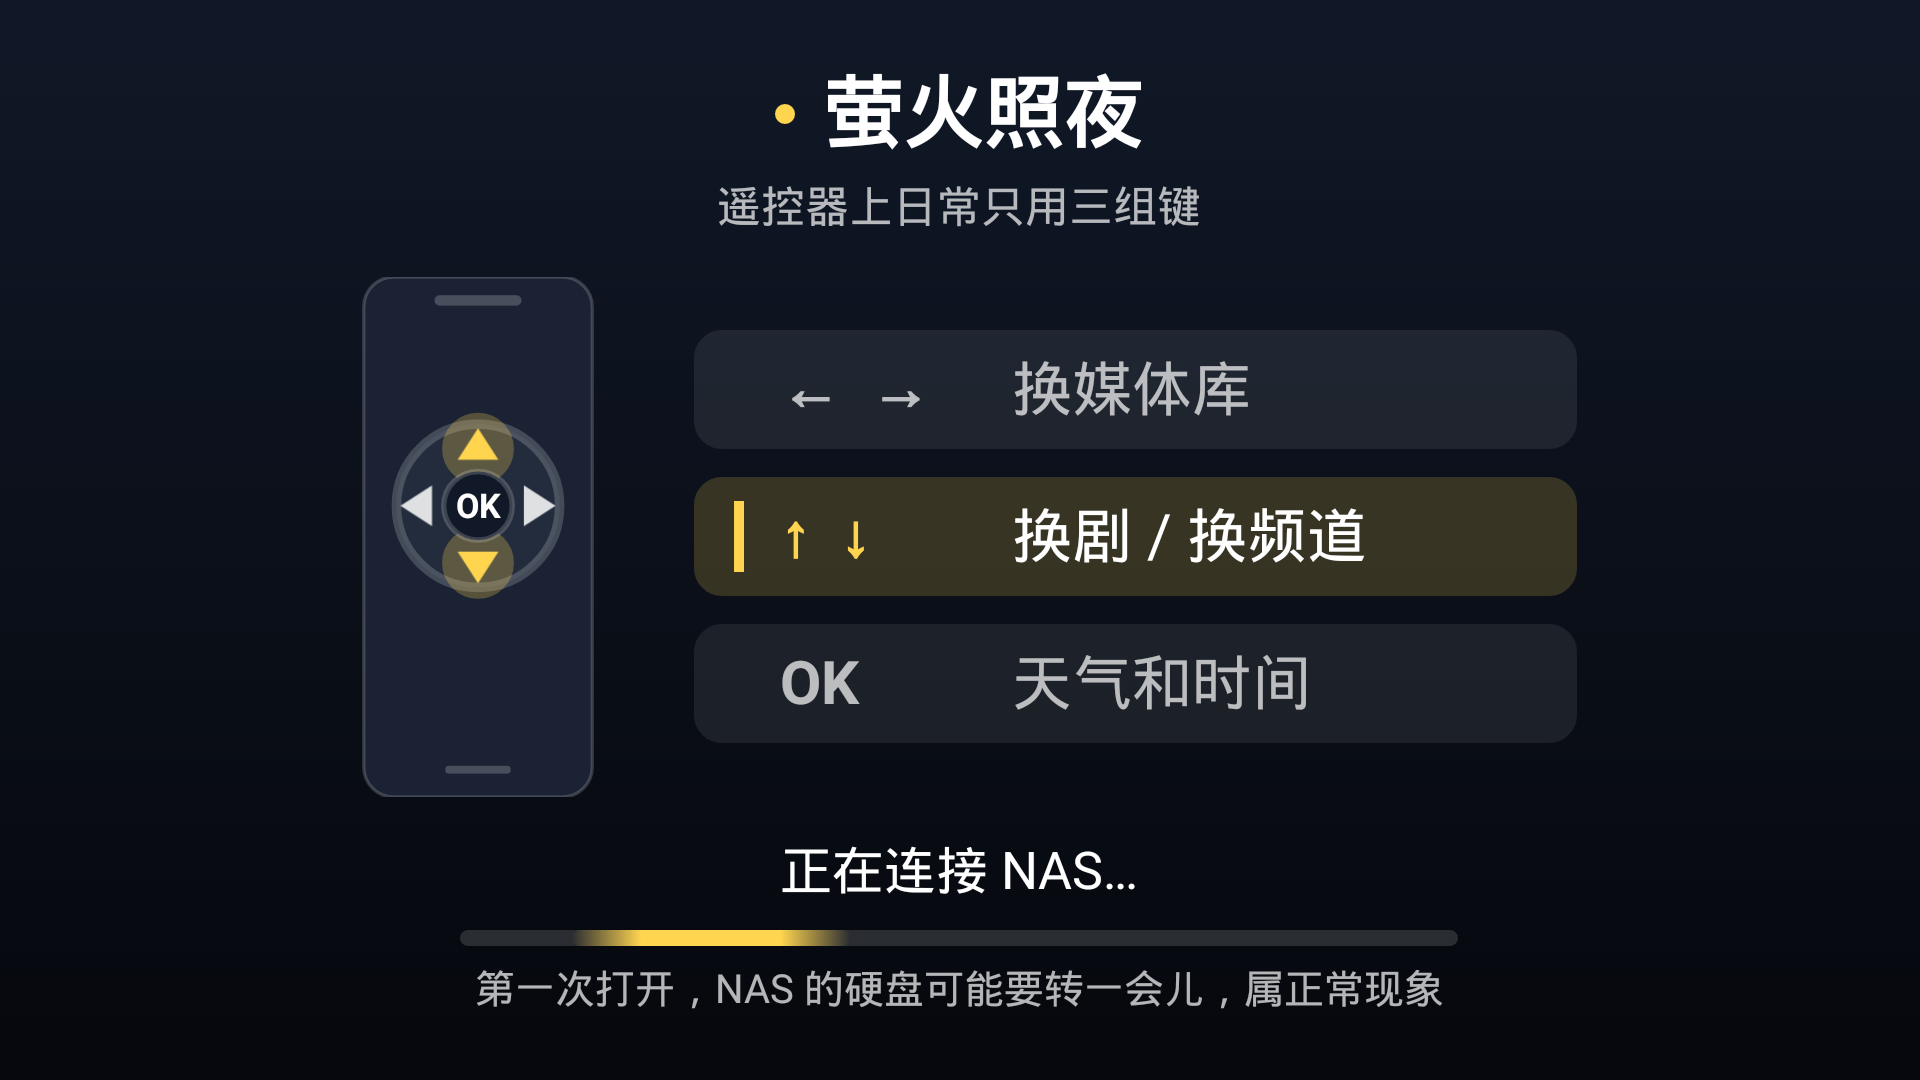 萤火照夜
遥控器上日常只用三组键
OK
← → 换媒体库
↑ ↓ 换剧 / 换频道
OK 天气和时间
正在连接 NAS...
第一次打开，NAS 的硬盘可能要转一会儿，属正常现象